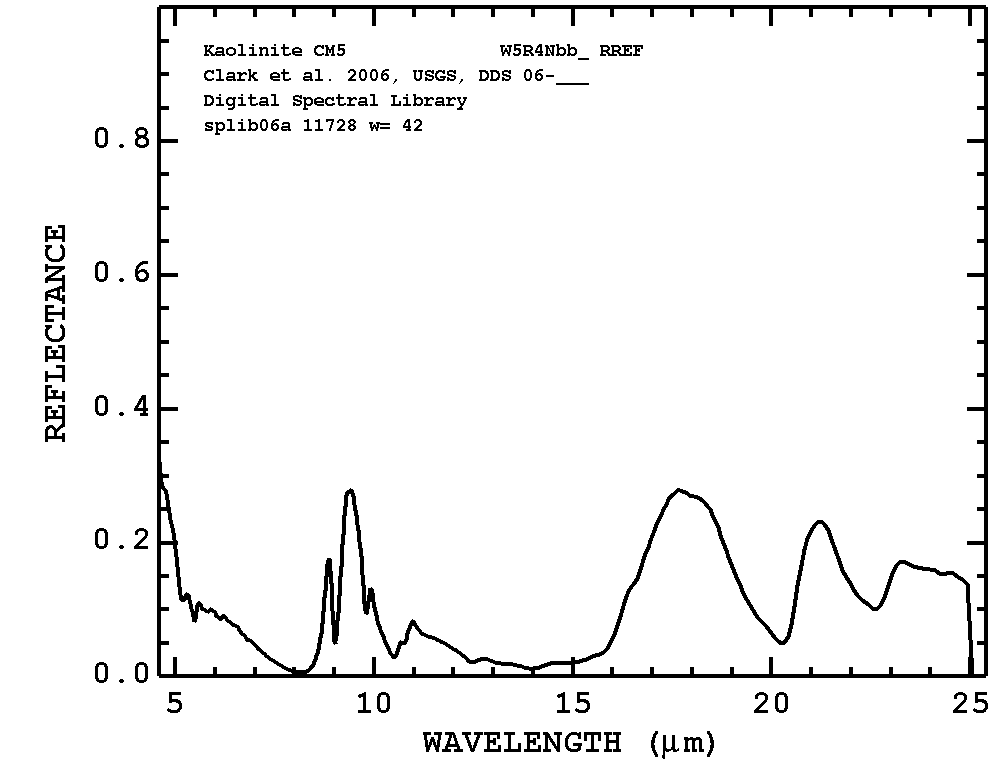 Kaolinite CM5 W5R4Nbb_ RREF
Clark et al. 2006, USGS, DDS 06-___
Digital Spectral Library
splib06a 11728 w= 42
0.8
0.6
0.4
0.2
0.0
REFLECTANCE
5 10 15 20 25
WAVELENGTH (μm)